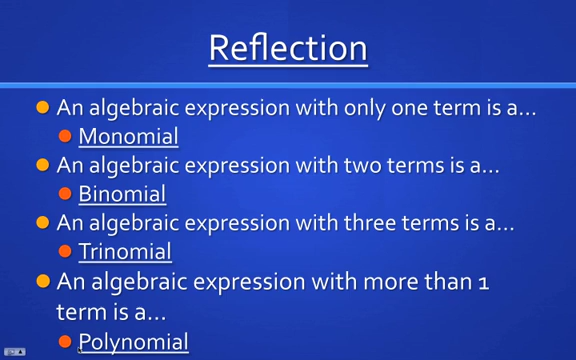 Reflection
An algebraic expression with only one term is a...
Monomial
An algebraic expression with two terms is a...
Binomial
An algebraic expression with three terms is a...
Trinomial
An algebraic expression with more than 1
term is a...
Polynomial